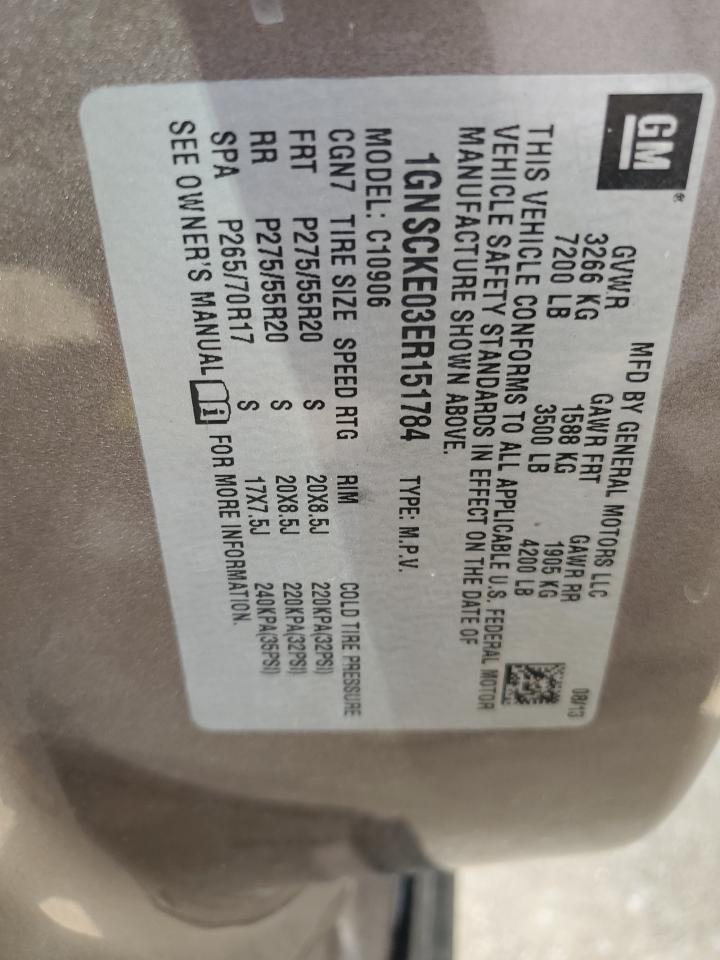 GM®
MFD BY GENERAL MOTORS LLC 08/13
GVWR GAWR FRT GAWR RR
3266 KG 1588 KG 1905 KG
7200 LB 3500 LB 4200 LB
THIS VEHICLE CONFORMS TO ALL APPLICABLE U.S. FEDERAL MOTOR
VEHICLE SAFETY STANDARDS IN EFFECT ON THE DATE OF
MANUFACTURE SHOWN ABOVE.
1GNSCKE03ER151784 TYPE: M.P.V.
MODEL: C10906
CGN7 TIRE SIZE SPEED RTG RIM COLD TIRE PRESSURE
FRT P275/55R20 S 20X8.5J 220KPA(32PSI)
RR P275/55R20 S 20X8.5J 220KPA(32PSI)
SPA P265/70R17 S 17X7.5J 240KPA(35PSI)
SEE OWNER'S MANUAL i FOR MORE INFORMATION.